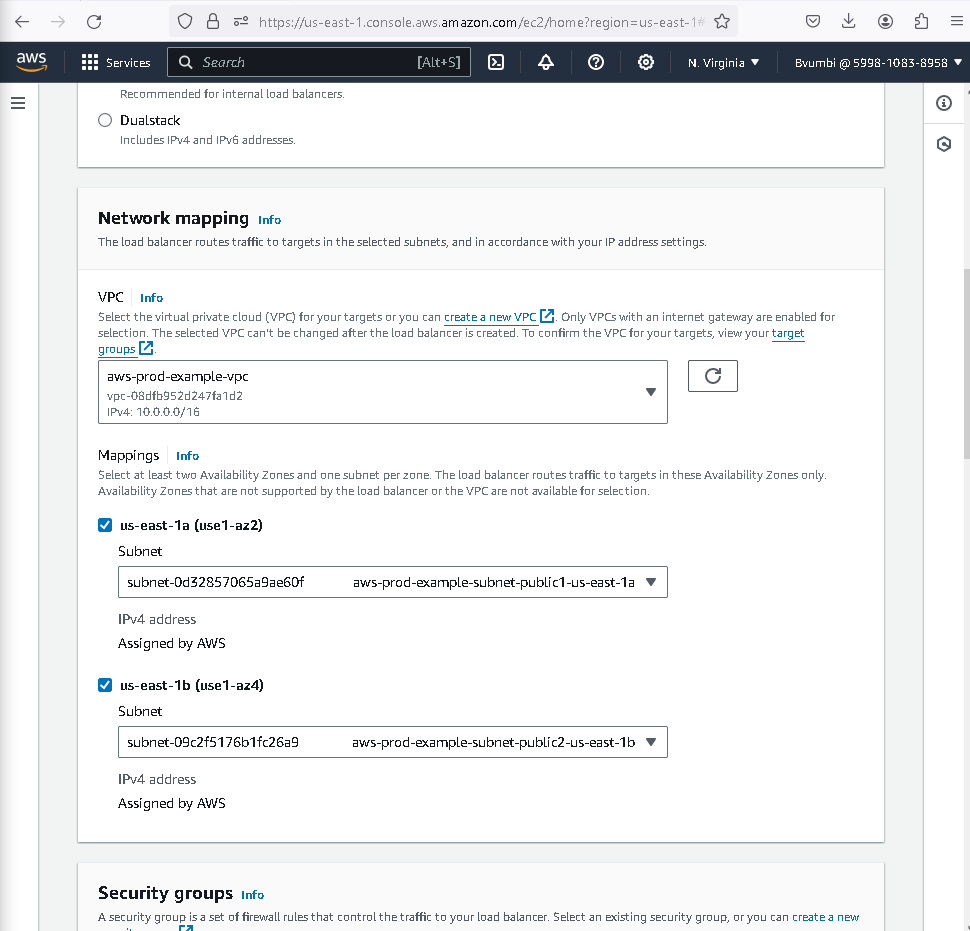 https://us-east-1.console.aws.amazon.com/ec2/home?region=us-east-1#
aws
Services
Search
[Alt+S]
N. Virginia
Bvumbi @ 5998-1083-8958
Recommended for internal load balancers.
Dualstack
Includes IPv4 and IPv6 addresses.
Network mapping Info
The load balancer routes traffic to targets in the selected subnets, and in accordance with your IP address settings.
VPC Info
Select the virtual private cloud (VPC) for your targets or you can create a new VPC. Only VPCs with an internet gateway are enabled for
selection. The selected VPC can't be changed after the load balancer is created. To confirm the VPC for your targets, view your target
groups.
aws-prod-example-vpc
vpc-08dfb952d247fa1d2
IPv4: 10.0.0.0/16
Mappings Info
Select at least two Availability Zones and one subnet per zone. The load balancer routes traffic to targets in these Availability Zones only.
Availability Zones that are not supported by the load balancer or the VPC are not available for selection.
us-east-1a (use1-az2)
Subnet
subnet-0d32857065a9ae60f aws-prod-example-subnet-public1-us-east-1a
IPv4 address
Assigned by AWS
us-east-1b (use1-az4)
Subnet
subnet-09c2f5176b1fc26a9 aws-prod-example-subnet-public2-us-east-1b
IPv4 address
Assigned by AWS
Security groups Info
A security group is a set of firewall rules that control the traffic to your load balancer. Select an existing security group, or you can create a new